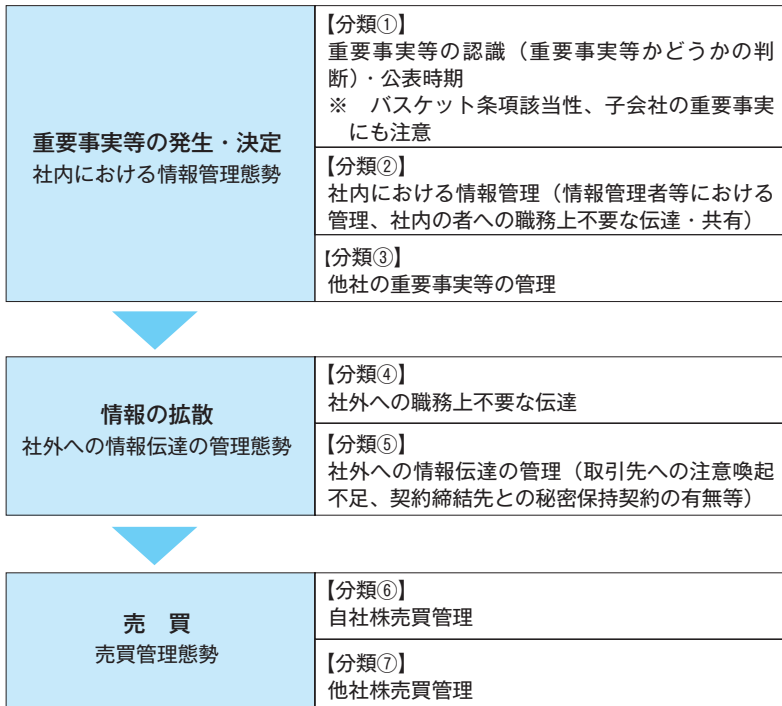 重要事実等の発生・決定
社内における情報管理態勢
【分類①】
重要事実等の認識（重要事実等かどうかの判
断）・公表時期
※　バスケット条項該当性、子会社の重要事実
にも注意
【分類②】
社内における情報管理（情報管理者等における
管理、社内の者への職務上不要な伝達・共有）
【分類③】
他社の重要事実等の管理
情報の拡散
社外への情報伝達の管理態勢
【分類④】
社外への職務上不要な伝達
【分類⑤】
社外への情報伝達の管理（取引先への注意喚起
不足、契約締結先との秘密保持契約の有無等）
売　買
売買管理態勢
【分類⑥】
自社株売買管理
【分類⑦】
他社株売買管理